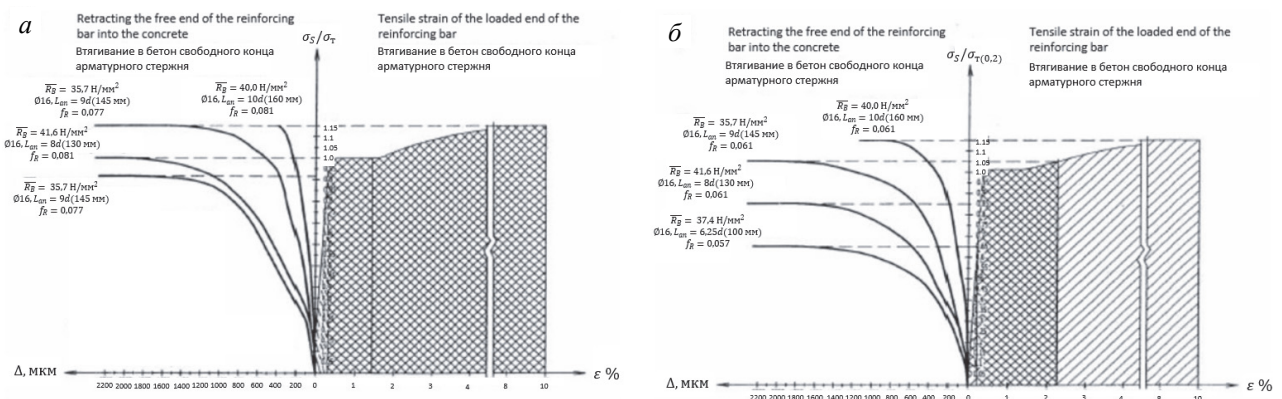 а
Retracting the free end of the reinforcing
bar into the concrete
Втягивание в бетон свободного конца
арматурного стержня
σS/σт
Tensile strain of the loaded end of the
reinforcing bar
Втягивание в бетон свободного конца
арматурного стержня
R̅B̅ = 35,7 Н/мм²
Ø16, Lan = 9d(145 мм)
fR = 0,077
R̅B̅ = 40,0 Н/мм²
Ø16, Lan = 10d(160 мм)
fR = 0,081
R̅B̅ = 41,6 Н/мм²
Ø16, Lan = 8d(130 мм)
fR = 0,081
R̅B̅ = 35,7 Н/мм²
Ø16, Lan = 9d(145 мм)
fR = 0,077
1.15
1.1
1.0
Δ, мкм
2200 2000 1800 1600 1400 1200 1000 800 600 400 200 0 1 2 3 4 8 10
ε %
б
Retracting the free end of the reinforcing
bar into the concrete
Втягивание в бетон свободного конца
арматурного стержня
σS/σт(0,2)
Tensile strain of the loaded end of the
reinforcing bar
Втягивание в бетон свободного конца
арматурного стержня
R̅B̅ = 40,0 Н/мм²
Ø16, Lan = 10d(160 мм)
fR = 0,061
R̅B̅ = 35,7 Н/мм²
Ø16, Lan = 9d(145 мм)
fR = 0,061
R̅B̅ = 41,6 Н/мм²
Ø16, Lan = 8d(130 мм)
fR = 0,061
R̅B̅ = 37,4 Н/мм²
Ø16, Lan = 6,25d(100 мм)
fR = 0,057
1.15
1.1
1.05
1.0
Δ, мкм
2200 2000 1800 1600 1400 1200 1000 800 600 400 200 0 1 2 3 4 8 10
ε %